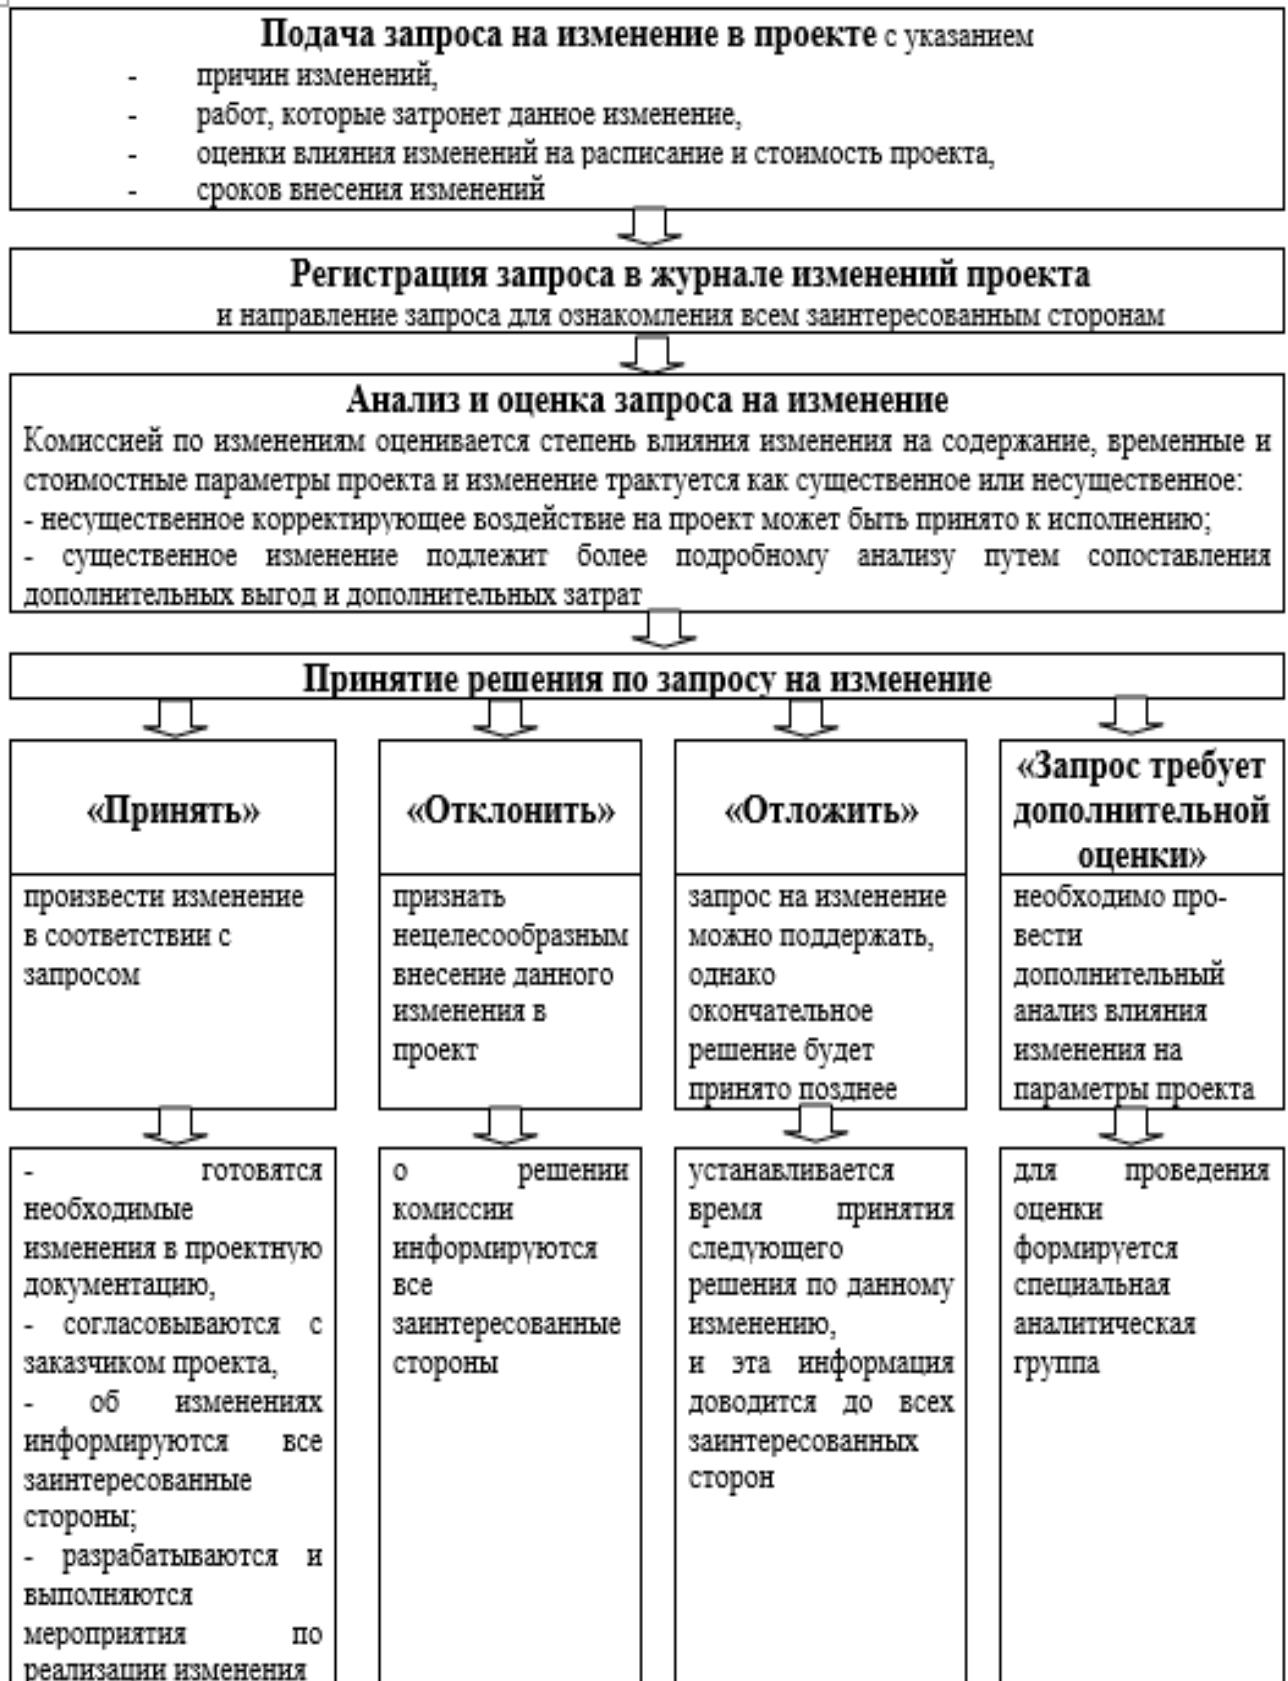 Подача запроса на изменение в проекте с указанием
- причин изменений,
- работ, которые затронет данное изменение,
- оценки влияния изменений на расписание и стоимость проекта,
- сроков внесения изменений
Регистрация запроса в журнале изменений проекта
и направление запроса для ознакомления всем заинтересованным сторонам
Анализ и оценка запроса на изменение
Комиссией по изменениям оценивается степень влияния изменения на содержание, временные и
стоимостные параметры проекта и изменение трактуется как существенное или несущественное:
- несущественное корректирующее воздействие на проект может быть принято к исполнению;
- существенное изменение подлежит более подробному анализу путем сопоставления
дополнительных выгод и дополнительных затрат
Принятие решения по запросу на изменение
«Принять»
произвести изменение
в соответствии с
запросом
- готовятся
необходимые
изменения в проектную
документацию,
- согласовываются с
заказчиком проекта,
- об изменениях
информируются все
заинтересованные
стороны;
- разрабатываются и
выполняются
мероприятия по
реализации изменения
«Отклонить»
признать
нецелесообразным
внесение данного
изменения в
проект
о решении
комиссии
информируются
все
заинтересованные
стороны
«Отложить»
запрос на изменение
можно поддержать,
однако
окончательное
решение будет
принято позднее
устанавливается
время принятия
следующего
решения по данному
изменению,
и эта информация
доводится до всех
заинтересованных
сторон
«Запрос требует
дополнительной
оценки»
необходимо про-
вести
дополнительный
анализ влияния
изменения на
параметры проекта
для проведения
оценки
формируется
специальная
аналитическая
группа